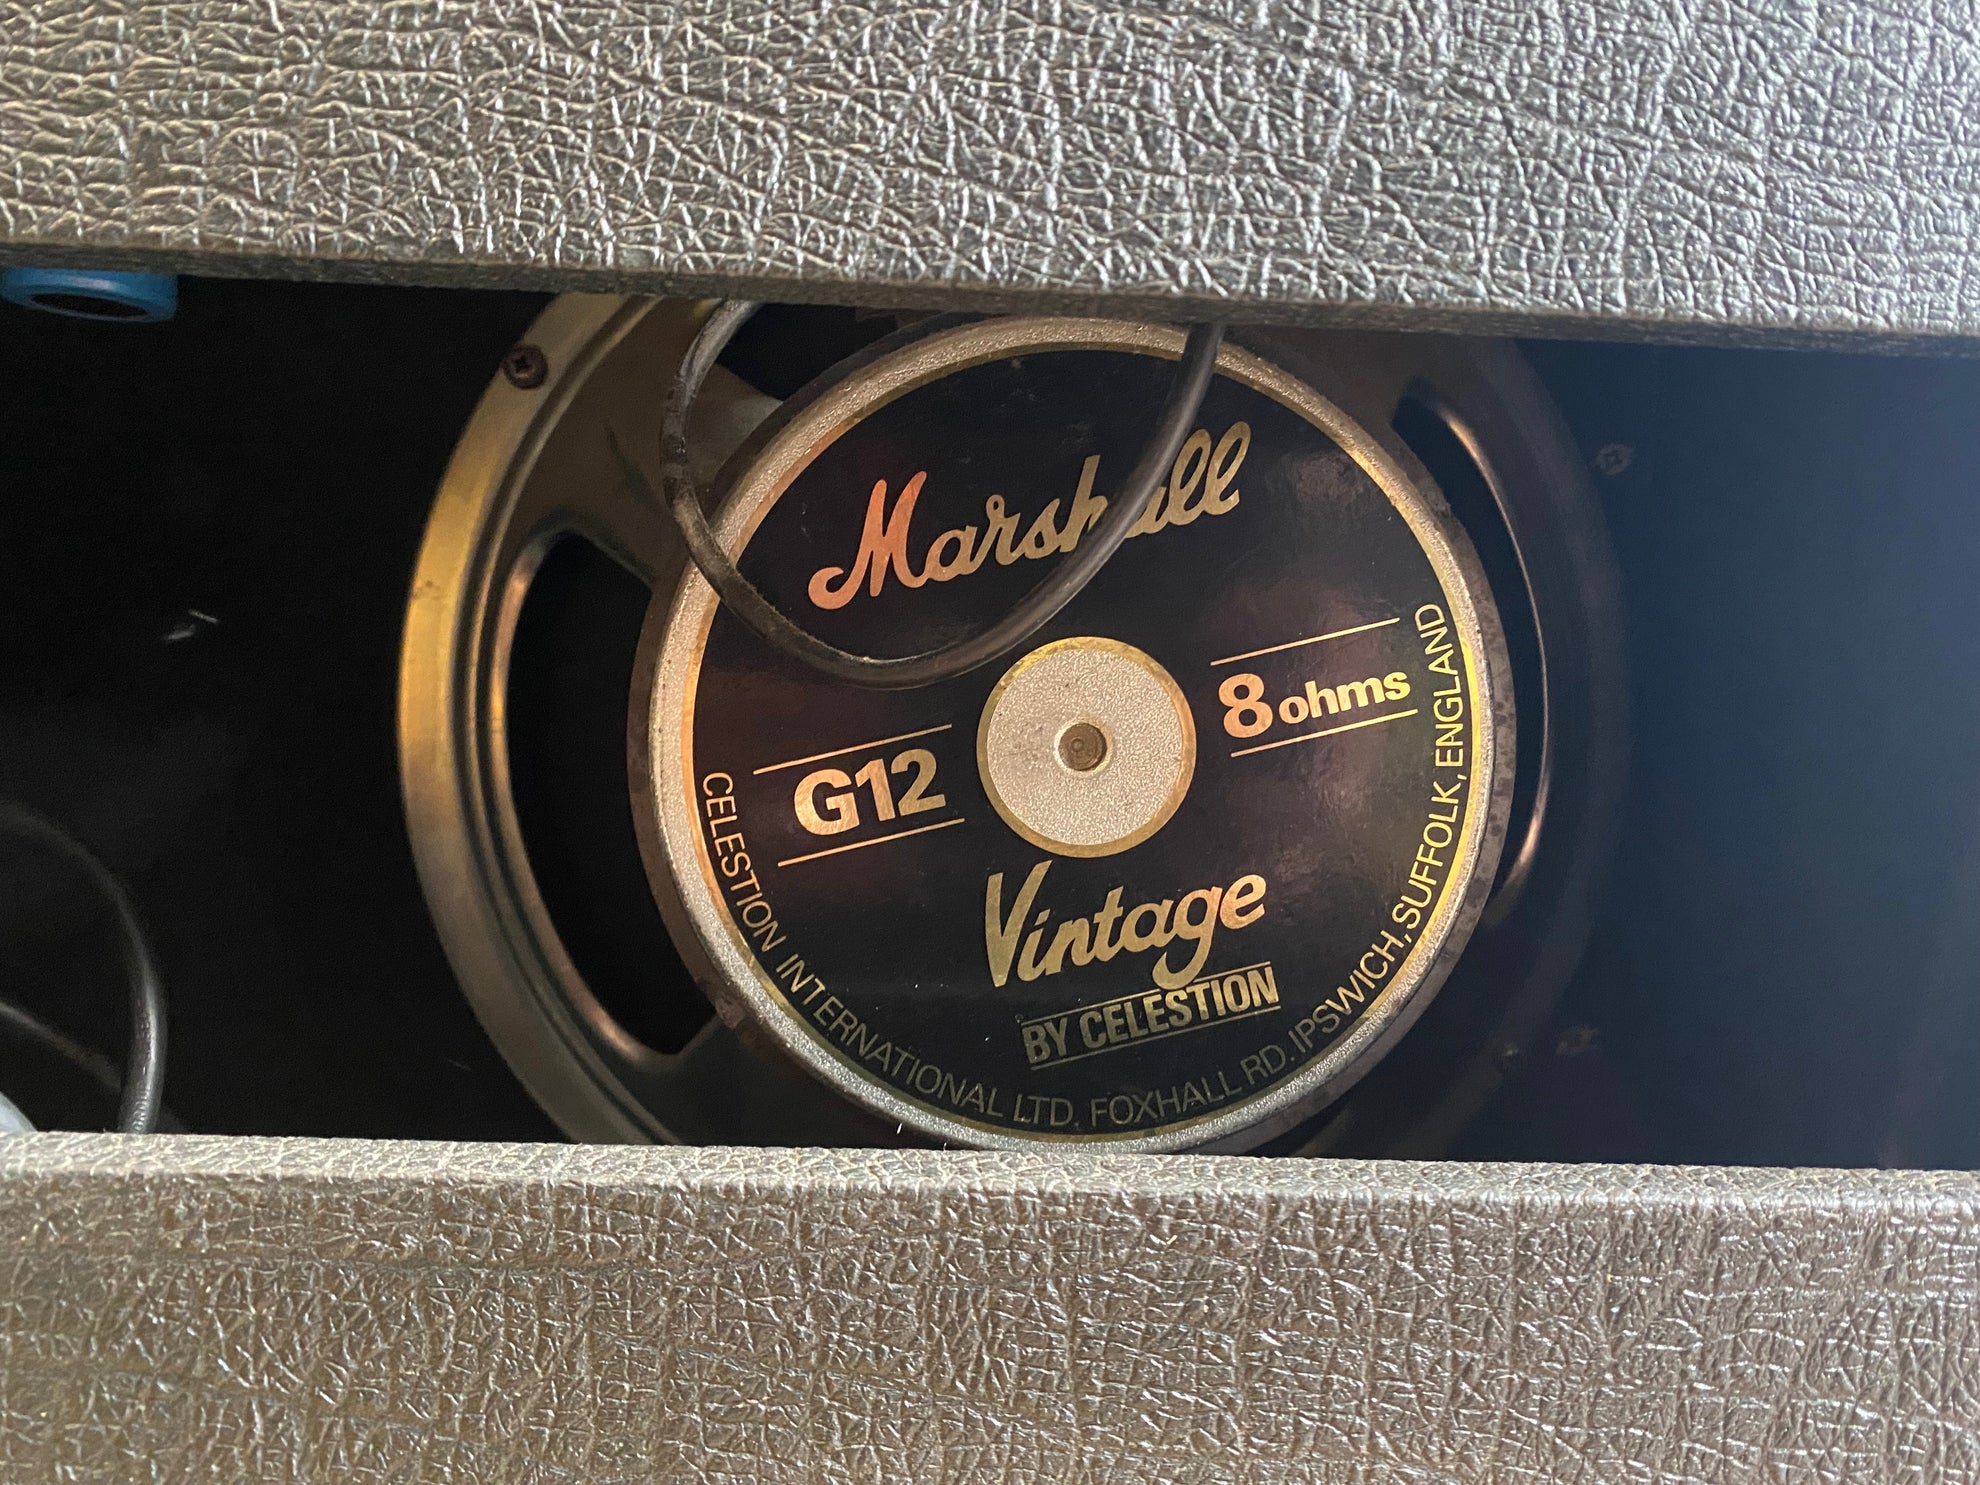 Marshall
8 ohms
G12
Vintage
BY CELESTION
CELESTION INTERNATIONAL LTD. FOXHALL RD. IPSWICH, SUFFOLK, ENGLAND